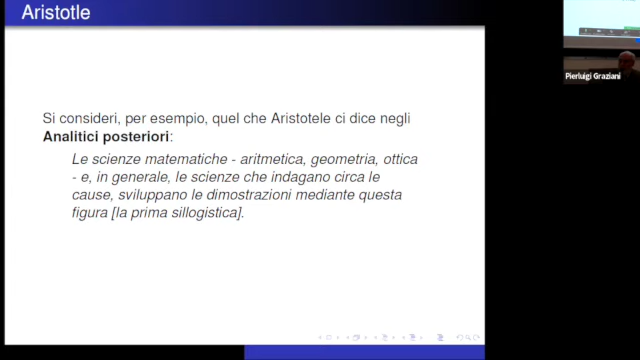 Aristotle
Si consideri, per esempio, quel che Aristotele ci dice negli
Analitici posteriori:
Le scienze matematiche - aritmetica, geometria, ottica
- e, in generale, le scienze che indagano circa le
cause, sviluppano le dimostrazioni mediante questa
figura [la prima sillogistica].
Pierluigi Graziani